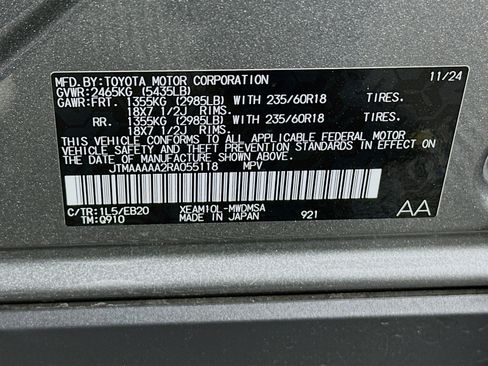 MFD.BY:TOYOTA MOTOR CORPORATION 11/24
GVWR:2465KG (5435LB)
GAWR:FRT. 1355KG (2985LB) WITH 235/60R18 TIRES.
18X7 1/2J RIMS.
RR. 1355KG (2985LB) WITH 235/60R18 TIRES.
18X7 1/2J RIMS.
THIS VEHICLE CONFORMS TO ALL APPLICABLE FEDERAL MOTOR
VEHICLE SAFETY AND THEFT PREVENTION STANDARDS IN EFFECT
ON THE DATE OF MANUFACTURE SHOWN ABOVE.
JTMAAAAA2RA055118 MPV
C/TR:1L5/EB20 XEAM10L-MWDMSA
TM:Q910 MADE IN JAPAN 921
AA